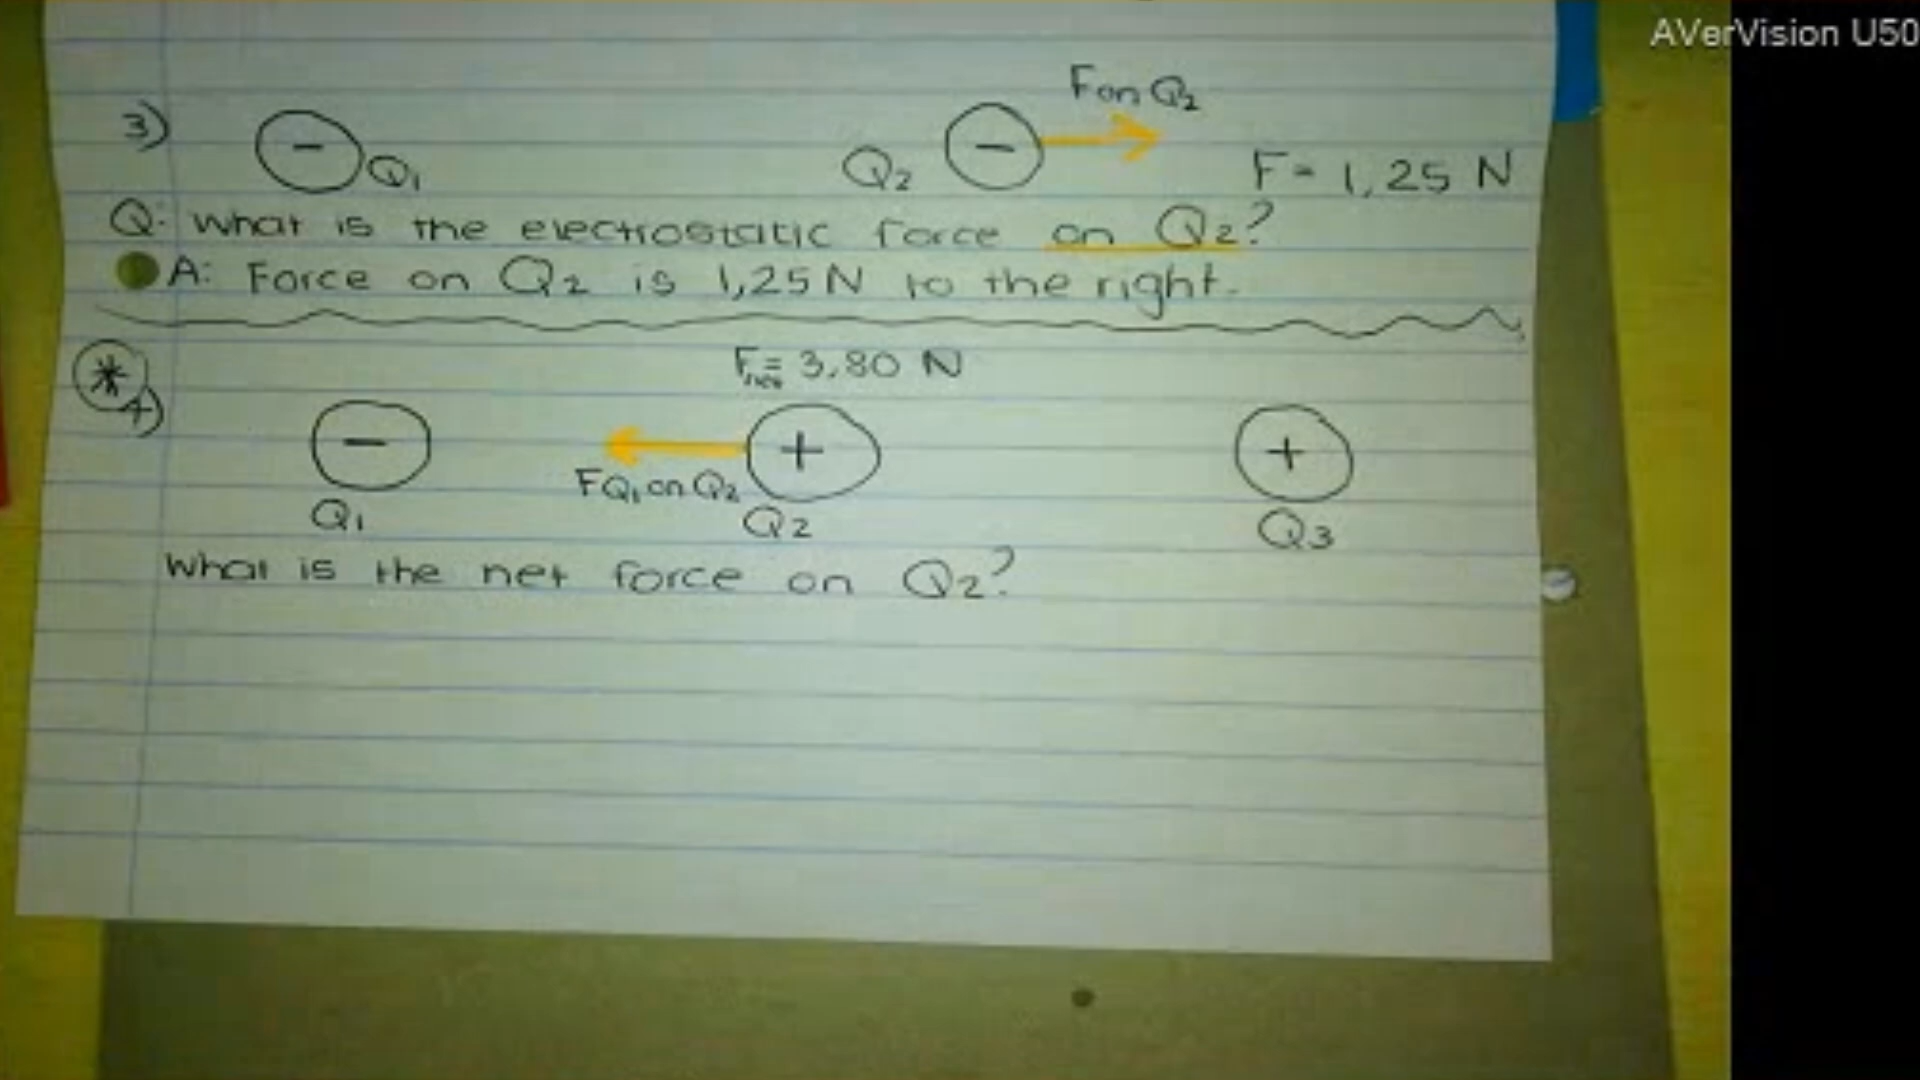 AVerVision U50
F on Q2
3)
-
Q1
Q2
-
F = 1,25 N
Q: What is the electrostatic force on Q2?
A: Force on Q2 is 1,25 N to the right.
Fnet = 3,80 N
*
4)
-
+
+
FQ1 on Q2
Q1
Q2
Q3
What is the net force on Q2?